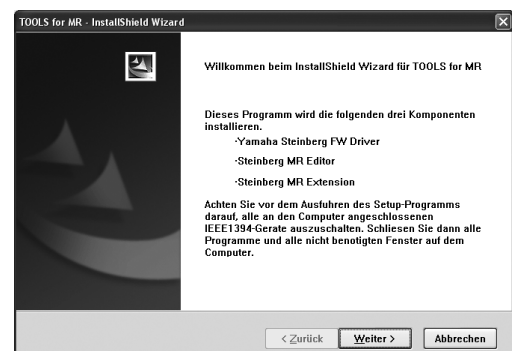 TOOLS for MR - InstallShield Wizard
Willkommen beim InstallShield Wizard für TOOLS for MR
Dieses Programm wird die folgenden drei Komponenten
installieren.
·Yamaha Steinberg FW Driver
·Steinberg MR Editor
·Steinberg MR Extension
Achten Sie vor dem Ausfuhren des Setup-Programms
darauf, alle an den Computer angeschlossenen
IEEE1394-Gerate auszuschalten. Schliesen Sie dann alle
Programme und alle nicht benotigten Fenster auf dem
Computer.
< Zurück Weiter > Abbrechen